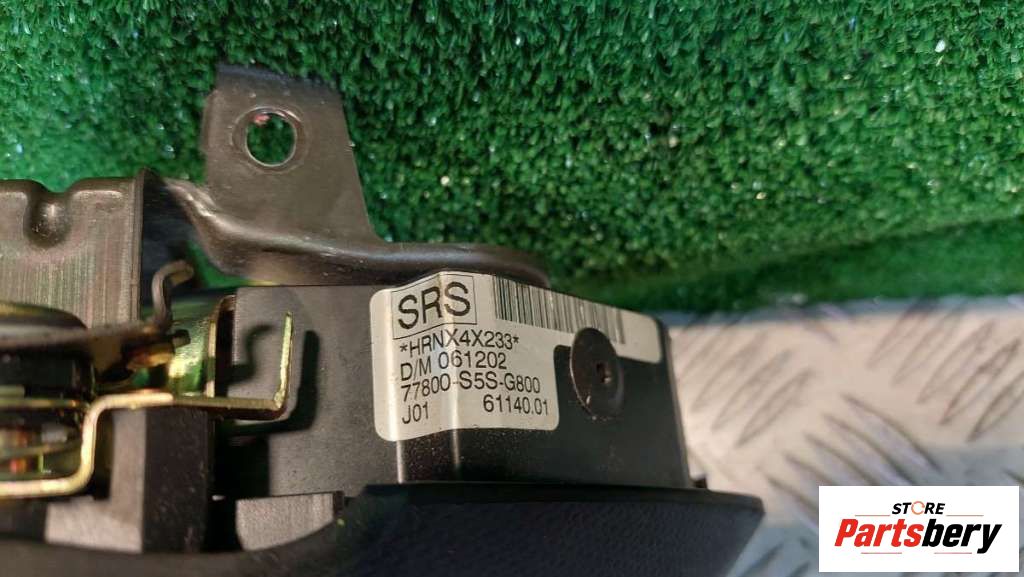 SRS
*HRNX4X233*
D/M 061202
77800-S5S-G800
J01 61140.01
STORE
Partsbery